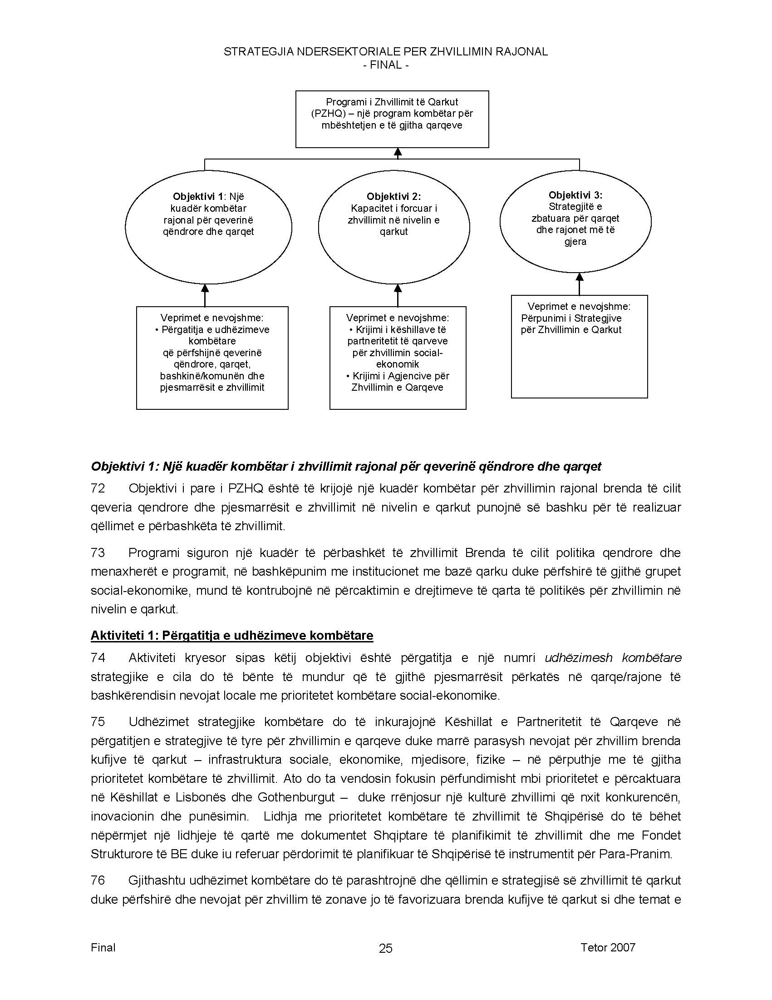 STRATEGJIA NDERSEKTORIALE PER ZHVILLIMIN RAJONAL
- FINAL -
Programi i Zhvillimit të Qarkut
(PZHQ) – një program kombëtar për
mbështetjen e të gjitha qarqeve
Objektivi 1: Një
kuadër kombëtar
rajonal për qeverinë
qëndrore dhe qarqet
Objektivi 2:
Kapacitet i forcuar i
zhvillimit në nivelin e
qarkut
Objektivi 3:
Strategjitë e
zbatuara për qarqet
dhe rajonet më të
gjera
Veprimet e nevojshme:
• Përgatitja e udhëzimeve
kombëtare
që përfshijnë qeverinë
qëndrore, qarqet,
bashkinë/komunën dhe
pjesmarrësit e zhvillimit
Veprimet e nevojshme:
• Krijimi i këshillave të
partneritetit të qarveve
për zhvillimin social-
ekonomik
• Krijimi i Agjencive për
Zhvillimin e Qarqeve
Veprimet e nevojshme:
Përpunimi i Strategjive
për Zhvillimin e Qarkut
Objektivi 1: Një kuadër kombëtar i zhvillimit rajonal për qeverinë qëndrore dhe qarqet
72 Objektivi i pare i PZHQ është të krijojë një kuadër kombëtar për zhvillimin rajonal brenda të cilit
qeveria qendrore dhe pjesmarrësit e zhvillimit në nivelin e qarkut punojnë së bashku për të realizuar
qëllimet e përbashkëta të zhvillimit.
73 Programi siguron një kuadër të përbashkët të zhvillimit Brenda të cilit politika qendrore dhe
menaxherët e programit, në bashkëpunim me institucionet me bazë qarku duke përfshirë të gjithë grupet
social-ekonomike, mund të kontrubojnë në përcaktimin e drejtimeve të qarta të politikës për zhvillimin në
nivelin e qarkut.
Aktiviteti 1: Përgatitja e udhëzimeve kombëtare
74 Aktiviteti kryesor sipas këtij objektivi është përgatitja e një numri udhëzimesh kombëtare
strategjike e cila do të bënte të mundur që të gjithë pjesmarrësit përkatës në qarqe/rajone të
bashkërendisin nevojat locale me prioritetet kombëtare social-ekonomike.
75 Udhëzimet strategjike kombëtare do të inkurajojnë Këshillat e Partneritetit të Qarqeve në
përgatitjen e strategjive të tyre për zhvillimin e qarqeve duke marrë parasysh nevojat për zhvillim brenda
kufijve të qarkut – infrastruktura sociale, ekonomike, mjedisore, fizike – në përputhje me të gjitha
prioritetet kombëtare të zhvillimit. Ato do ta vendosin fokusin përfundimisht mbi prioritetet e përcaktuara
në Këshillat e Lisbonës dhe Gothenburgut – duke rrënjosur një kulturë zhvillimi që nxit konkurencën,
inovacionin dhe punësimin. Lidhja me prioritetet kombëtare të zhvillimit të Shqipërisë do të bëhet
nëpërmjet një lidhjeje të qartë me dokumentet Shqiptare të planifikimit të zhvillimit dhe me Fondet
Strukturore të BE duke iu referuar përdorimit të planifikuar të Shqipërisë të instrumentit për Para-Pranim.
76 Gjithashtu udhëzimet kombëtare do të parashtrojnë dhe qëllimin e strategjisë së zhvillimit të qarkut
duke përfshirë dhe nevojat për zhvillim të zonave jo të favorizuara brenda kufijve të qarkut si dhe temat e
Final 25 Tetor 2007